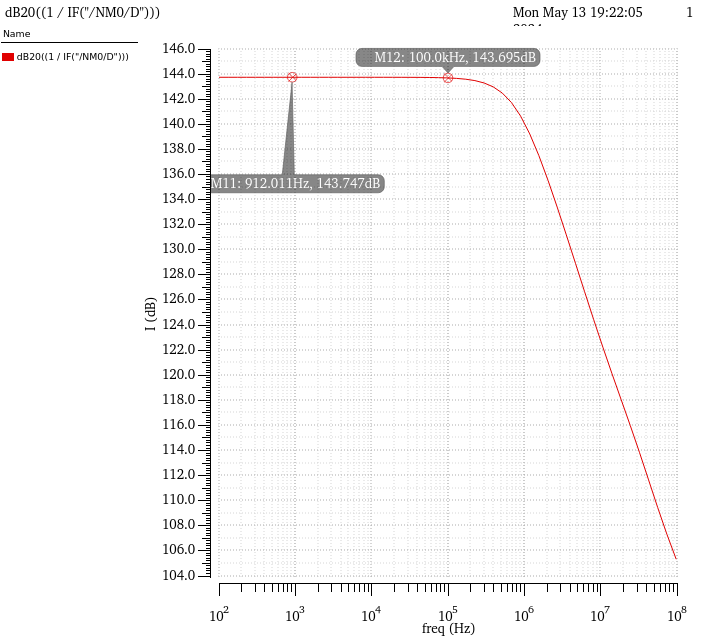 dB20((1 / IF("/NM0/D")))
Mon May 13 19:22:05 1
2024
Name
dB20((1 / IF("/NM0/D")))
146.0
M12: 100.0kHz, 143.695dB
144.0
142.0
140.0
138.0
136.0
M11: 912.011Hz, 143.747dB
134.0
132.0
130.0
128.0
126.0
124.0
122.0
120.0
118.0
116.0
114.0
112.0
110.0
108.0
106.0
104.0
I (dB)
10² 10³ 10⁴ 10⁵ 10⁶ 10⁷ 10⁸
freq (Hz)